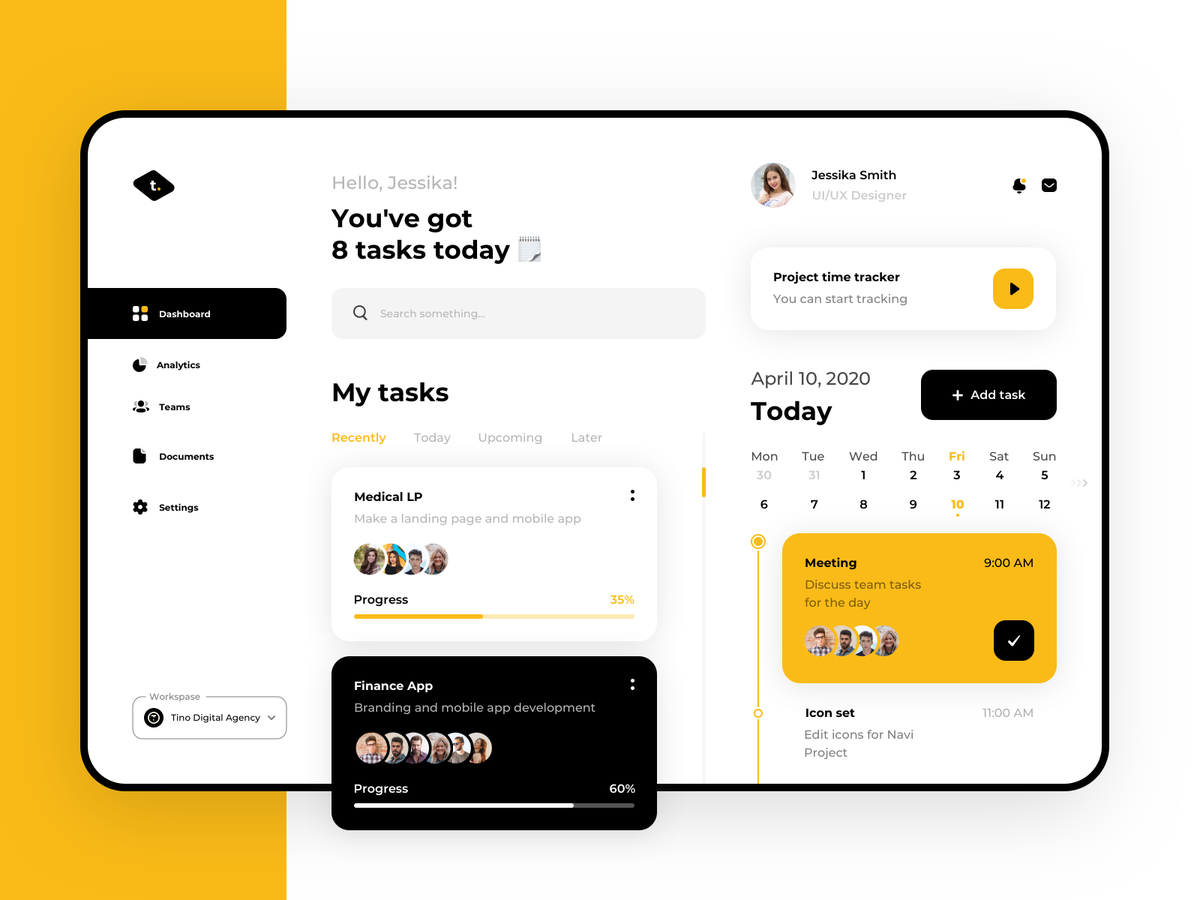 t.
Dashboard
Analytics
Teams
Documents
Settings
Workspase
Tino Digital Agency
Hello, Jessika!
You've got
8 tasks today
Search something...
My tasks
Recently Today Upcoming Later
Medical LP
Make a landing page and mobile app
Progress 35%
Finance App
Branding and mobile app development
Progress 60%
Jessika Smith
UI/UX Designer
Project time tracker
You can start tracking
April 10, 2020
Today
+ Add task
Mon Tue Wed Thu Fri Sat Sun
30 31 1 2 3 4 5
6 7 8 9 10 11 12
Meeting 9:00 AM
Discuss team tasks
for the day
Icon set 11:00 AM
Edit icons for Navi
Project